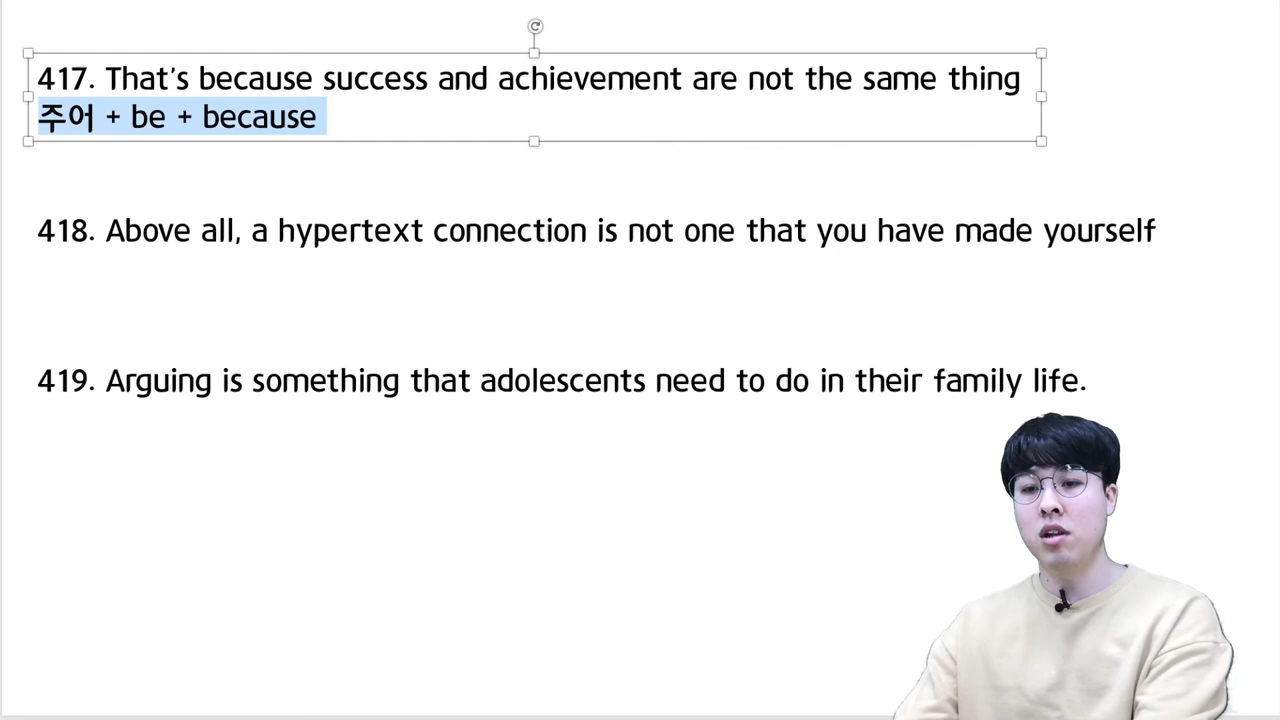 417. That's because success and achievement are not the same thing
주어 + be + because
418. Above all, a hypertext connection is not one that you have made yourself
419. Arguing is something that adolescents need to do in their family life.